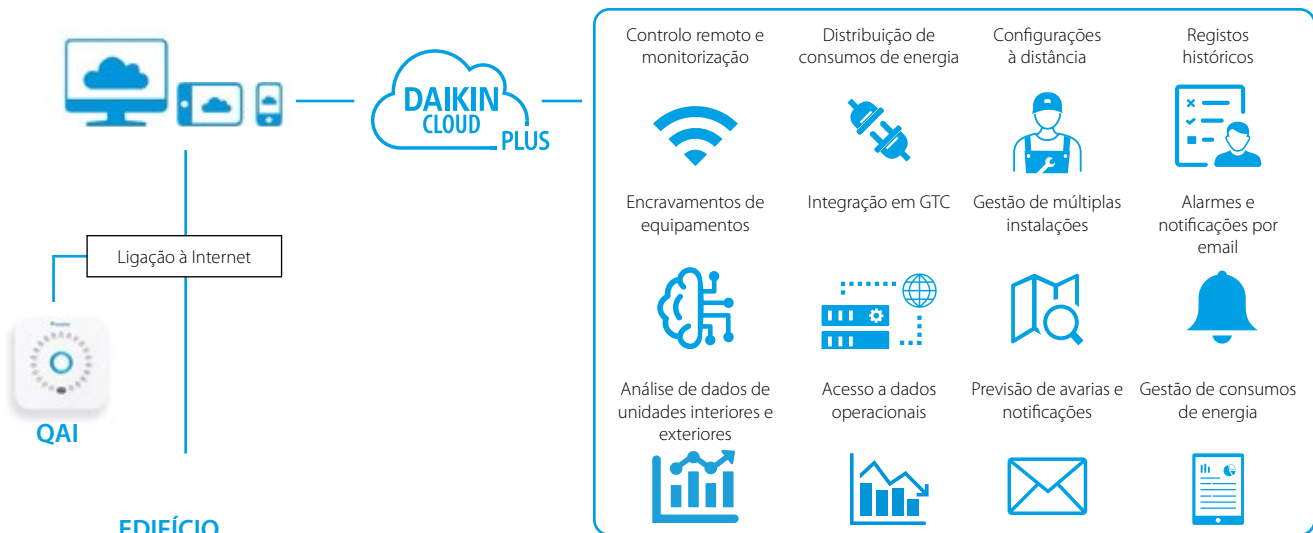 DAIKIN
CLOUD
PLUS
Ligação à Internet
QAI
EDIFÍCIO
Controlo remoto e
monitorização
Distribuição de
consumos de energia
Configurações
à distância
Registos
históricos
Encravamentos de
equipamentos
Integração em GTC
Gestão de múltiplas
instalações
Alarmes e
notificações por
email
Análise de dados de
unidades interiores e
exteriores
Acesso a dados
operacionais
Previsão de avarias e
notificações
Gestão de consumos
de energia